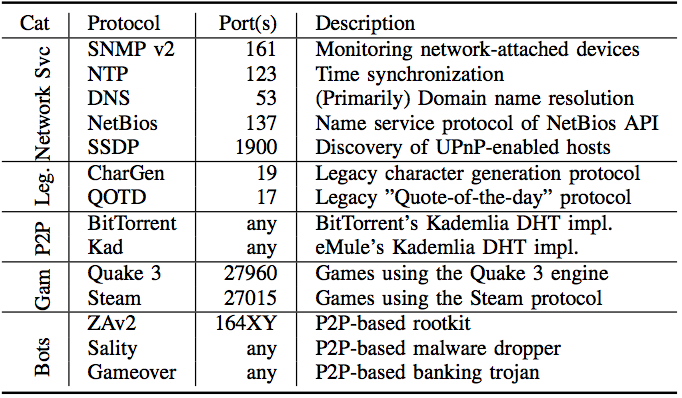 Cat Protocol Port(s) Description
Network Svc
SNMP v2 161 Monitoring network-attached devices
NTP 123 Time synchronization
DNS 53 (Primarily) Domain name resolution
NetBios 137 Name service protocol of NetBios API
SSDP 1900 Discovery of UPnP-enabled hosts
Leg.
CharGen 19 Legacy character generation protocol
QOTD 17 Legacy ”Quote-of-the-day” protocol
P2P
BitTorrent any BitTorrent's Kademlia DHT impl.
Kad any eMule's Kademlia DHT impl.
Gam
Quake 3 27960 Games using the Quake 3 engine
Steam 27015 Games using the Steam protocol
Bots
ZAv2 164XY P2P-based rootkit
Sality any P2P-based malware dropper
Gameover any P2P-based banking trojan